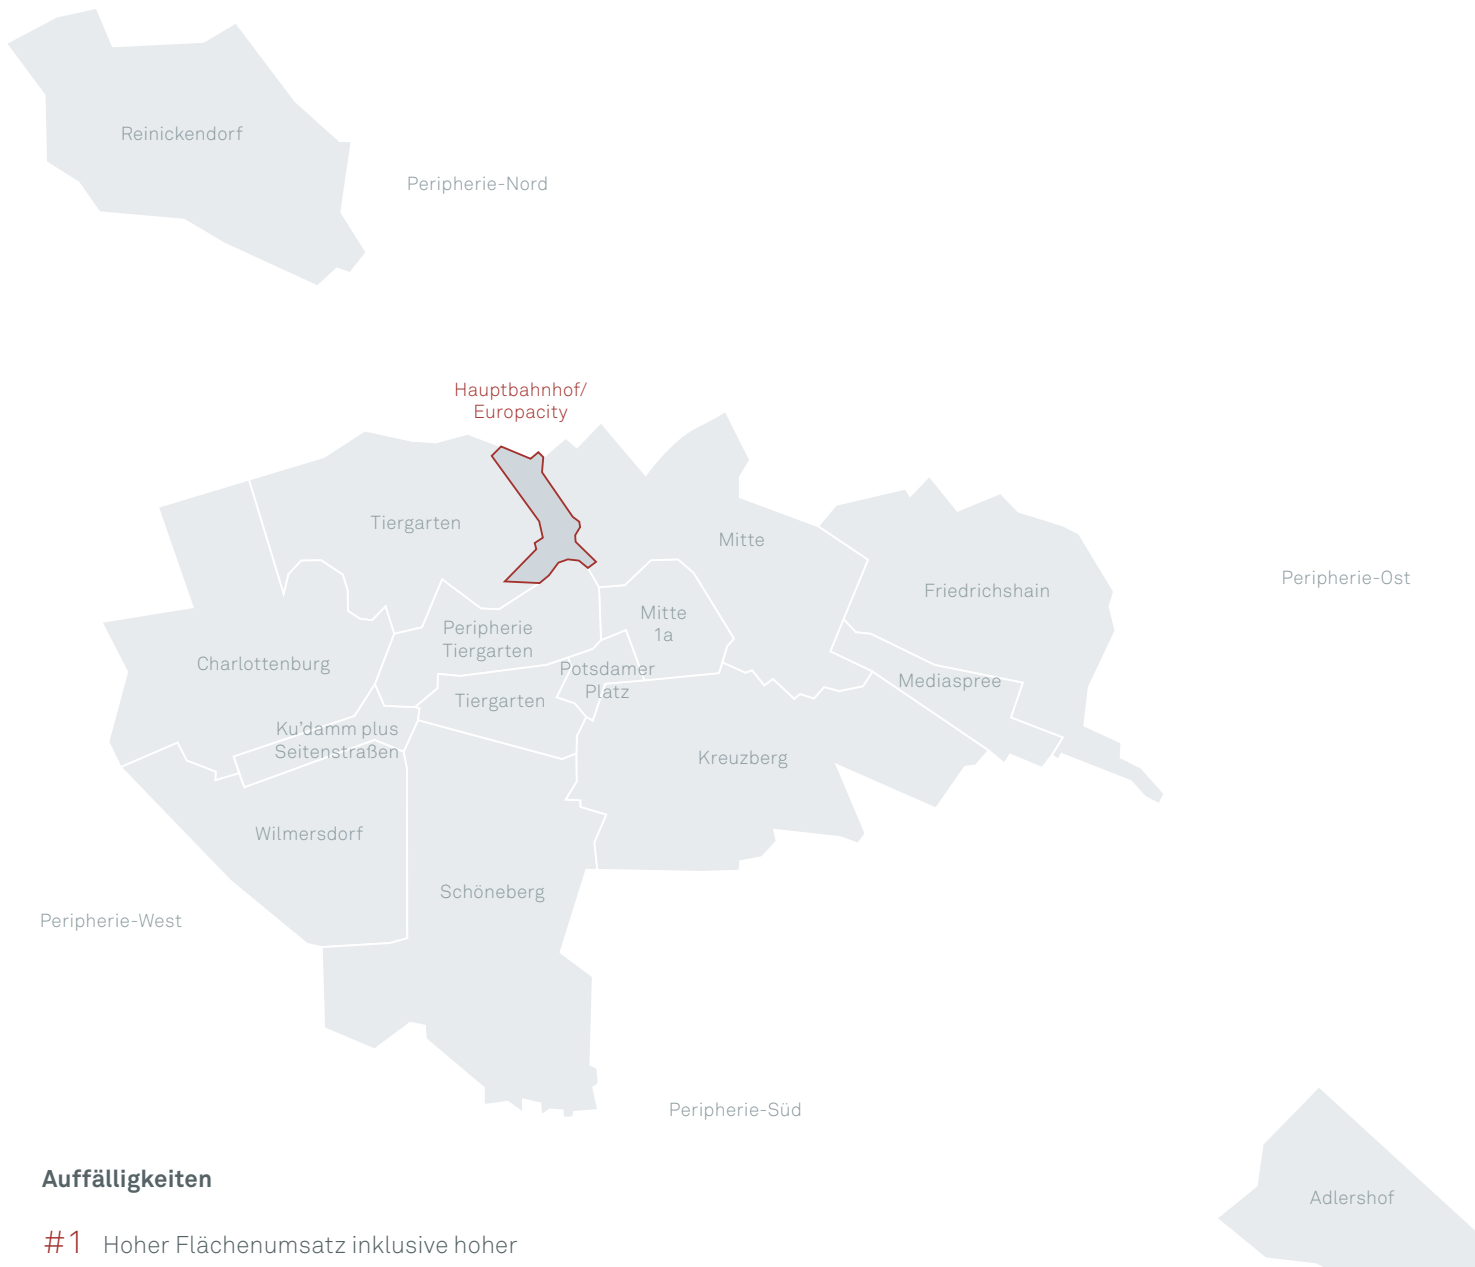 Reinickendorf
Peripherie-Nord
Hauptbahnhof/
Europacity
Tiergarten
Mitte
Peripherie-Ost
Friedrichshain
Mitte
1a
Peripherie
Tiergarten
Charlottenburg
Potsdamer
Platz
Mediaspree
Tiergarten
Ku'damm plus
Seitenstraßen
Kreuzberg
Wilmersdorf
Schöneberg
Peripherie-West
Peripherie-Süd
Auffälligkeiten
Adlershof
#1 Hoher Flächenumsatz inklusive hoher